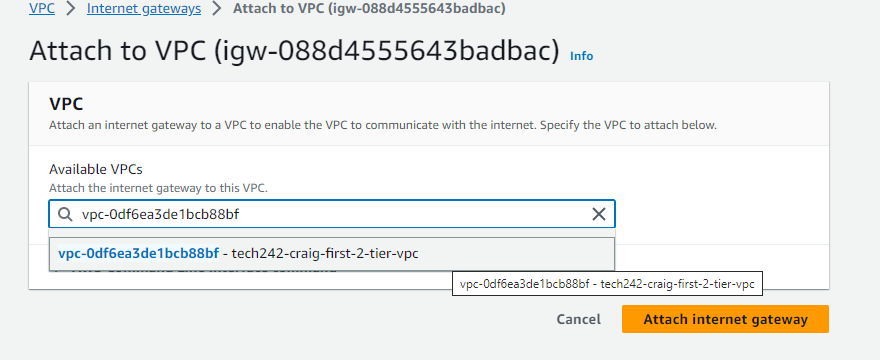 VPC > Internet gateways > Attach to VPC (igw-088d4555643badbac)
Attach to VPC (igw-088d4555643badbac) Info
VPC
Attach an internet gateway to a VPC to enable the VPC to communicate with the internet. Specify the VPC to attach below.
Available VPCs
Attach the internet gateway to this VPC.
vpc-0df6ea3de1bcb88bf
vpc-0df6ea3de1bcb88bf - tech242-craig-first-2-tier-vpc
vpc-0df6ea3de1bcb88bf - tech242-craig-first-2-tier-vpc
Cancel Attach internet gateway